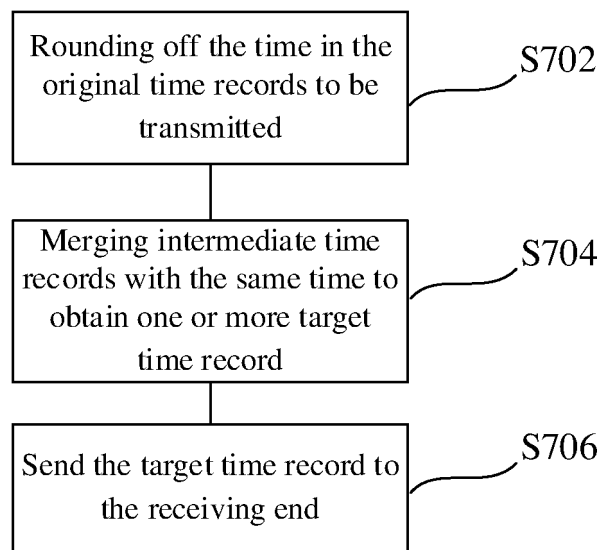 Rounding off the time in the
original time records to be
transmitted
S702
Merging intermediate time
records with the same time to
obtain one or more target
time record
S704
Send the target time record to
the receiving end
S706